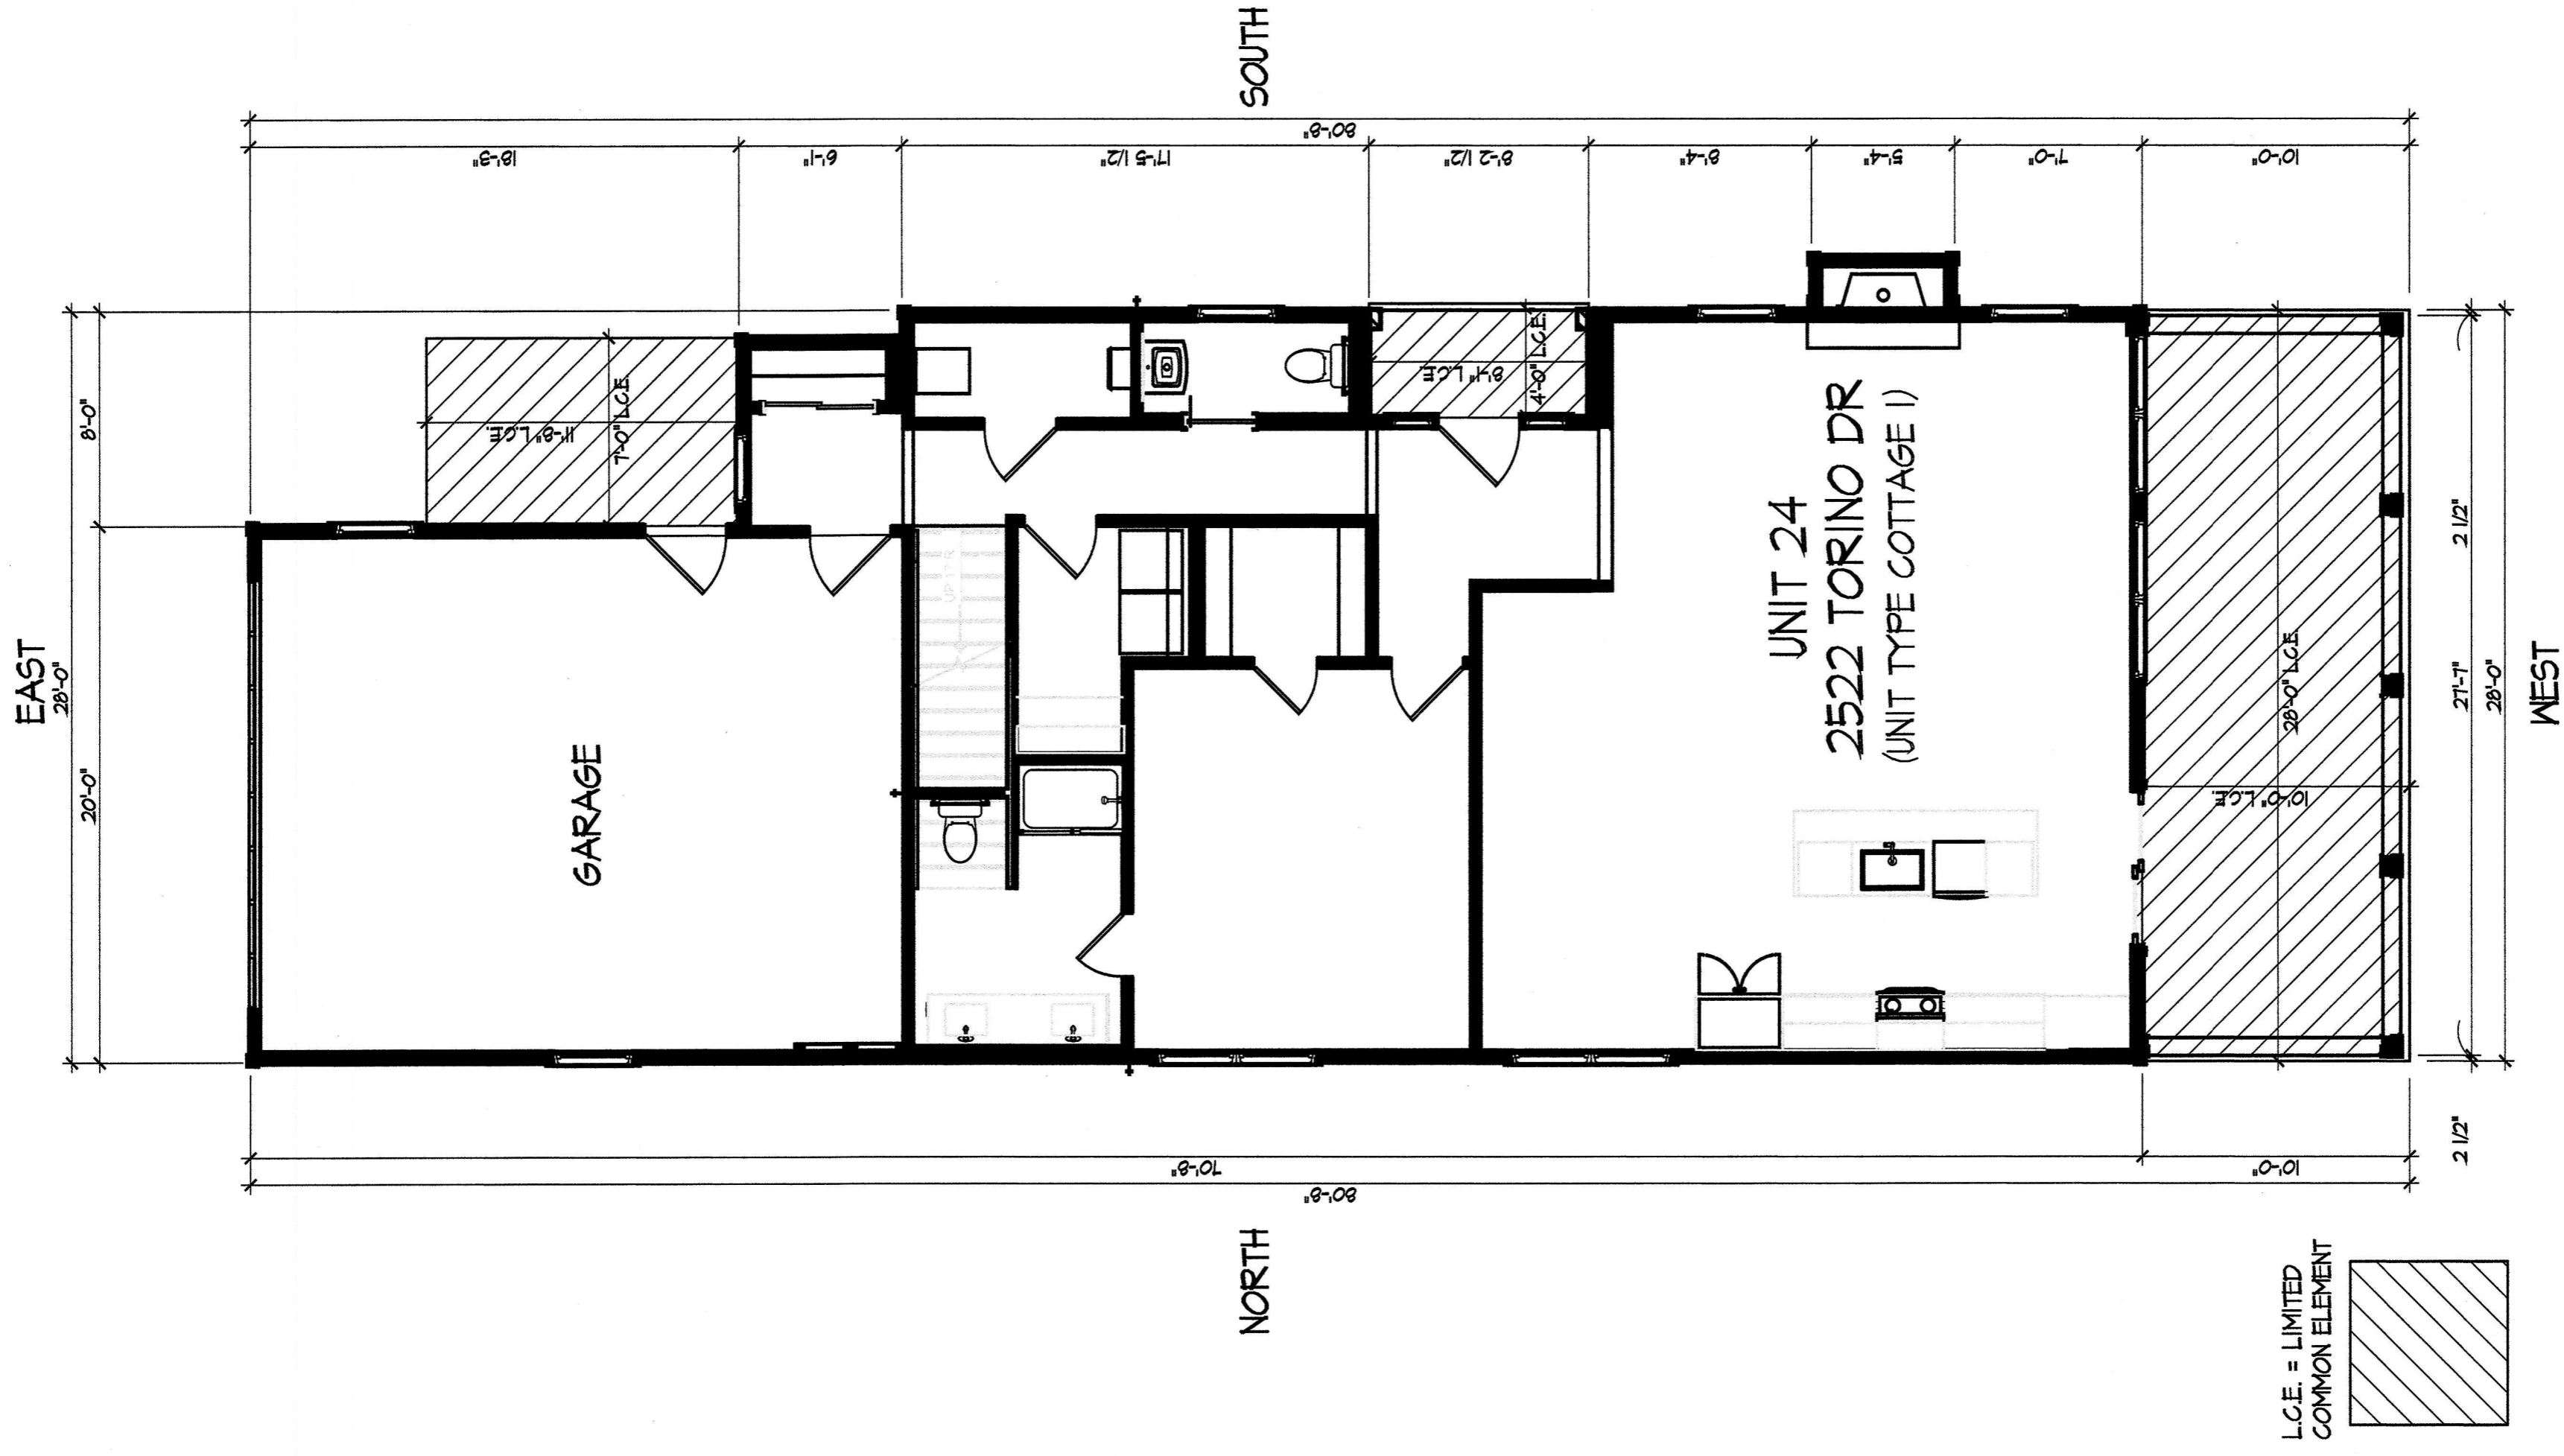 SOUTH
80'-8"
18'-3"
6'-1"
17'-5 1/2"
8'-2 1/2"
8'-4"
5'-4"
7'-0"
10'-0"
EAST
28'-0"
8'-0"
20'-0"
11'-8" L.C.E.
7'-0" L.C.E.
8'-1" L.C.E.
4'-0" L.C.E.
UP 17 R
GARAGE
UNIT 24
2522 TORINO DR
(UNIT TYPE COTTAGE I)
28'-0" L.C.E.
10'-0" L.C.E.
2 1/2"
27'-7"
28'-0"
2 1/2"
WEST
70'-8"
10'-0"
80'-8"
NORTH
L.C.E. = LIMITED
COMMON ELEMENT